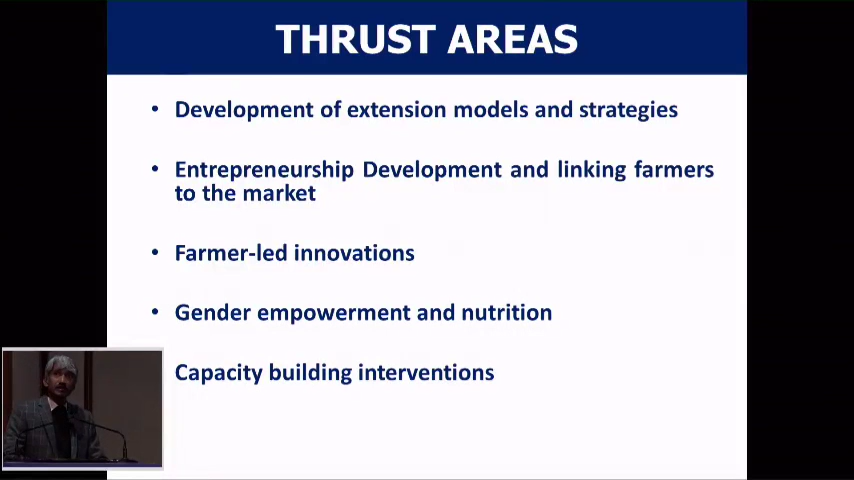 THRUST AREAS
• Development of extension models and strategies
• Entrepreneurship Development and linking farmers
to the market
• Farmer-led innovations
• Gender empowerment and nutrition
Capacity building interventions